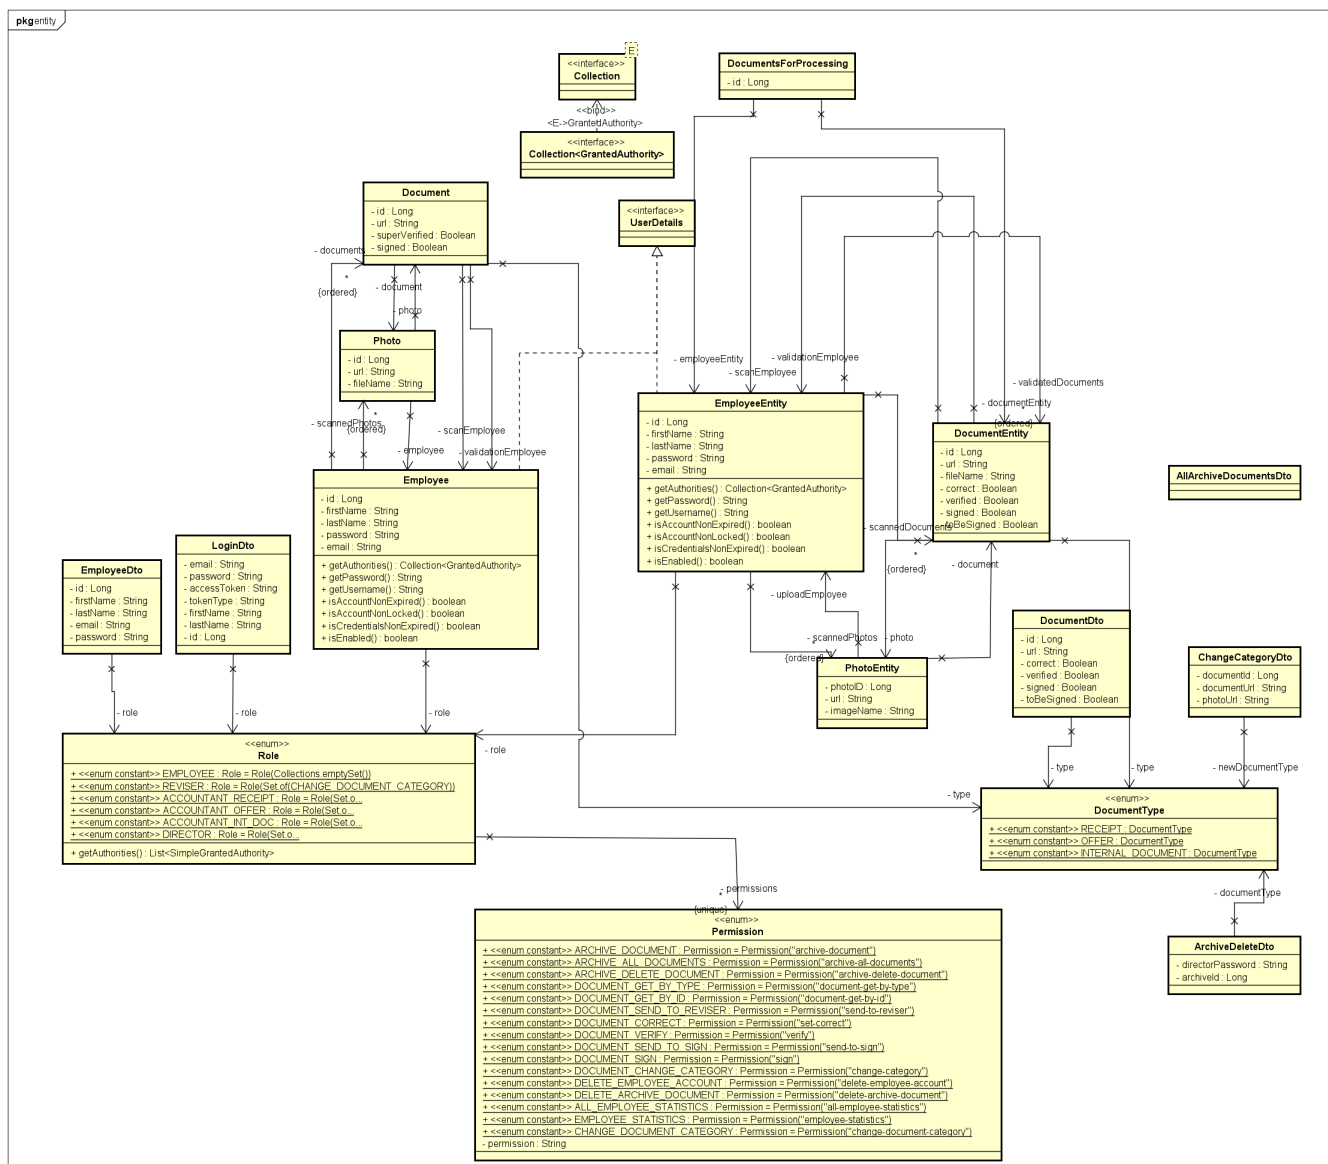 pkg entity
E
<<interface>>
Collection
<<bind>>
<E->GrantedAuthority>
<<interface>>
Collection<GrantedAuthority>
DocumentsForProcessing
- id : Long
Document
- id : Long
- url : String
- superVerified : Boolean
- signed : Boolean
<<interface>>
UserDetails
- documents
*
{ordered}
- document
- photo
Photo
- id : Long
- url : String
- fileName : String
- scannedPhotos
*
{ordered}
- employee
- scanEmployee
- validationEmployee
- employeeEntity
- scanEmployee
- validationEmployee
- validatedDocuments
- documentEntity
*
{ordered}
Employee
- id : Long
- firstName : String
- lastName : String
- password : String
- email : String
+ getAuthorities() : Collection<GrantedAuthority>
+ getPassword() : String
+ getUsername() : String
+ isAccountNonExpired() : boolean
+ isAccountNonLocked() : boolean
+ isCredentialsNonExpired() : boolean
+ isEnabled() : boolean
EmployeeEntity
- id : Long
- firstName : String
- lastName : String
- password : String
- email : String
+ getAuthorities() : Collection<GrantedAuthority>
+ getPassword() : String
+ getUsername() : String
+ isAccountNonExpired() : boolean
+ isAccountNonLocked() : boolean
+ isCredentialsNonExpired() : boolean
+ isEnabled() : boolean
DocumentEntity
- id : Long
- url : String
- fileName : String
- correct : Boolean
- verified : Boolean
- signed : Boolean
- toBeSigned : Boolean
AllArchiveDocumentsDto
- scannedDocuments
*
{ordered}
- document
- uploadEmployee
- scannedPhotos
*
{ordered}
- photo
EmployeeDto
- id : Long
- firstName : String
- lastName : String
- email : String
- password : String
LoginDto
- email : String
- password : String
- accessToken : String
- tokenType : String
- firstName : String
- lastName : String
- id : Long
PhotoEntity
- photoID : Long
- url : String
- imageName : String
DocumentDto
- id : Long
- url : String
- correct : Boolean
- verified : Boolean
- signed : Boolean
- toBeSigned : Boolean
ChangeCategoryDto
- documentId : Long
- documentUrl : String
- photoUrl : String
- role
- role
- role
- role
- type
- type
- type
- newDocumentType
<<enum>>
Role
+ <<enum constant>> EMPLOYEE : Role = Role(Collections.emptySet())
+ <<enum constant>> REVISER : Role = Role(Set.of(CHANGE_DOCUMENT_CATEGORY))
+ <<enum constant>> ACCOUNTANT_RECEIPT : Role = Role(Set.o...
+ <<enum constant>> ACCOUNTANT_OFFER : Role = Role(Set.o...
+ <<enum constant>> ACCOUNTANT_INT_DOC : Role = Role(Set.o...
+ <<enum constant>> DIRECTOR : Role = Role(Set.o...
+ getAuthorities() : List<SimpleGrantedAuthority>
<<enum>>
DocumentType
+ <<enum constant>> RECEIPT : DocumentType
+ <<enum constant>> OFFER : DocumentType
+ <<enum constant>> INTERNAL_DOCUMENT : DocumentType
- documentType
ArchiveDeleteDto
- directorPassword : String
- archiveId : Long
- permissions
*
{unique}
<<enum>>
Permission
+ <<enum constant>> ARCHIVE_DOCUMENT : Permission = Permission("archive-document")
+ <<enum constant>> ARCHIVE_ALL_DOCUMENTS : Permission = Permission("archive-all-documents")
+ <<enum constant>> ARCHIVE_DELETE_DOCUMENT : Permission = Permission("archive-delete-document")
+ <<enum constant>> DOCUMENT_GET_BY_TYPE : Permission = Permission("document-get-by-type")
+ <<enum constant>> DOCUMENT_GET_BY_ID : Permission = Permission("document-get-by-id")
+ <<enum constant>> DOCUMENT_SEND_TO_REVISER : Permission = Permission("send-to-reviser")
+ <<enum constant>> DOCUMENT_CORRECT : Permission = Permission("set-correct")
+ <<enum constant>> DOCUMENT_VERIFY : Permission = Permission("verify")
+ <<enum constant>> DOCUMENT_SEND_TO_SIGN : Permission = Permission("send-to-sign")
+ <<enum constant>> DOCUMENT_SIGN : Permission = Permission("sign")
+ <<enum constant>> DOCUMENT_CHANGE_CATEGORY : Permission = Permission("change-category")
+ <<enum constant>> DELETE_EMPLOYEE_ACCOUNT : Permission = Permission("delete-employee-account")
+ <<enum constant>> DELETE_ARCHIVE_DOCUMENT : Permission = Permission("delete-archive-document")
+ <<enum constant>> ALL_EMPLOYEE_STATISTICS : Permission = Permission("all-employee-statistics")
+ <<enum constant>> EMPLOYEE_STATISTICS : Permission = Permission("employee-statistics")
+ <<enum constant>> CHANGE_DOCUMENT_CATEGORY : Permission = Permission("change-document-category")
- permission : String